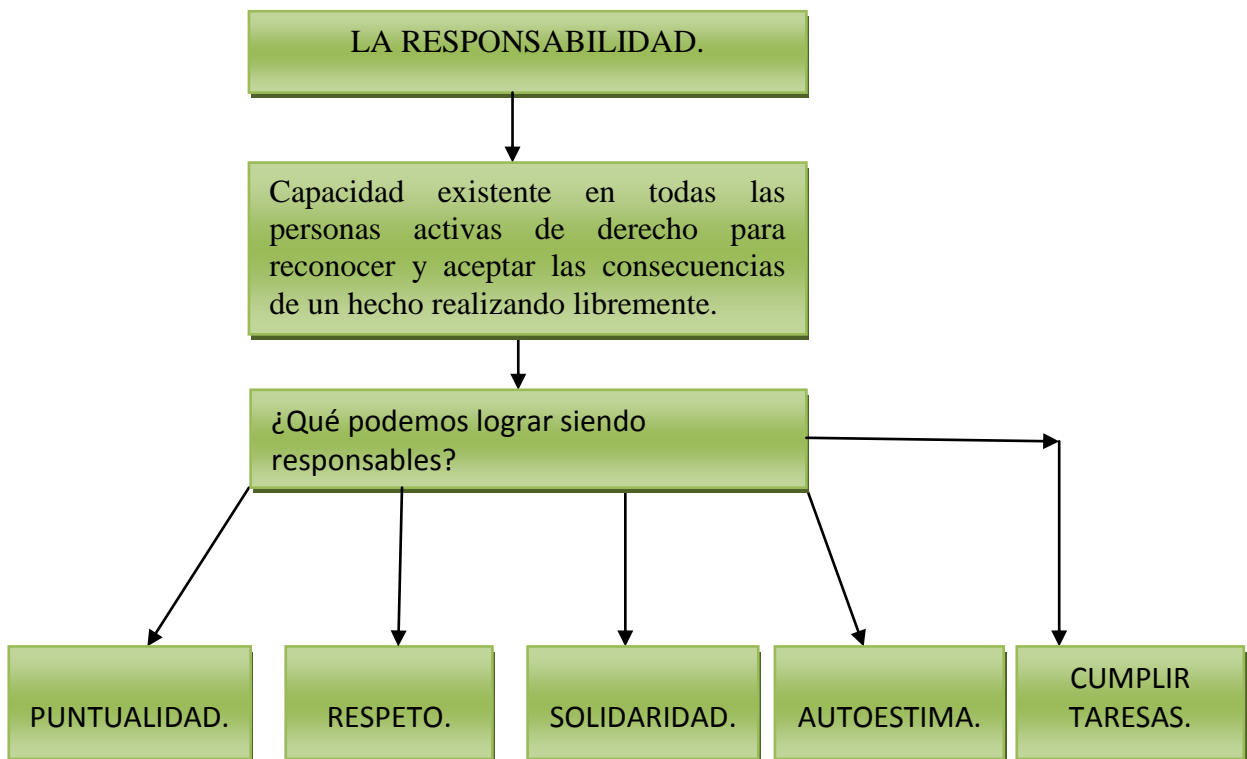 LA RESPONSABILIDAD.
Capacidad existente en todas las
personas activas de derecho para
reconocer y aceptar las consecuencias
de un hecho realizando libremente.
¿Qué podemos lograr siendo
responsables?
PUNTUALIDAD.
RESPETO.
SOLIDARIDAD.
AUTOESTIMA.
CUMPLIR
TARESAS.